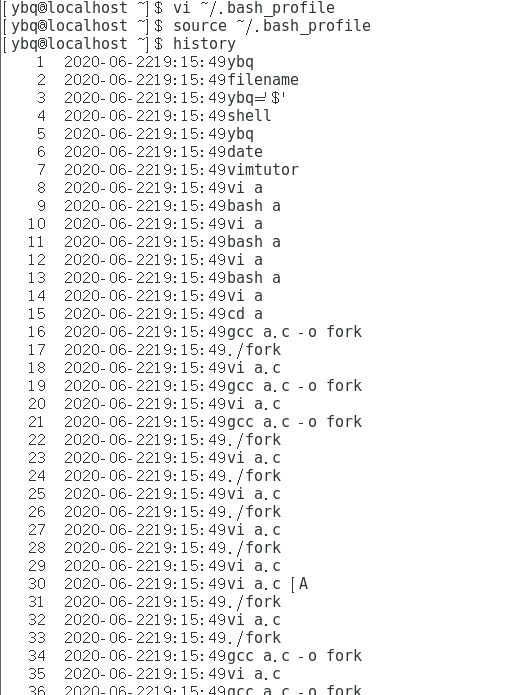 [ybq@localhost ~]$ vi ~/.bash_profile
[ybq@localhost ~]$ source ~/.bash_profile
[ybq@localhost ~]$ history
1 2020-06-2219:15:49ybq
2 2020-06-2219:15:49filename
3 2020-06-2219:15:49ybq='$'
4 2020-06-2219:15:49shell
5 2020-06-2219:15:49ybq
6 2020-06-2219:15:49date
7 2020-06-2219:15:49vimtutor
8 2020-06-2219:15:49vi a
9 2020-06-2219:15:49bash a
10 2020-06-2219:15:49vi a
11 2020-06-2219:15:49bash a
12 2020-06-2219:15:49vi a
13 2020-06-2219:15:49bash a
14 2020-06-2219:15:49vi a
15 2020-06-2219:15:49cd a
16 2020-06-2219:15:49gcc a.c -o fork
17 2020-06-2219:15:49./fork
18 2020-06-2219:15:49vi a.c
19 2020-06-2219:15:49gcc a.c -o fork
20 2020-06-2219:15:49vi a.c
21 2020-06-2219:15:49gcc a.c -o fork
22 2020-06-2219:15:49./fork
23 2020-06-2219:15:49vi a.c
24 2020-06-2219:15:49./fork
25 2020-06-2219:15:49vi a.c
26 2020-06-2219:15:49./fork
27 2020-06-2219:15:49vi a.c
28 2020-06-2219:15:49./fork
29 2020-06-2219:15:49vi a.c
30 2020-06-2219:15:49vi a.c [A
31 2020-06-2219:15:49./fork
32 2020-06-2219:15:49vi a.c
33 2020-06-2219:15:49./fork
34 2020-06-2219:15:49gcc a.c -o fork
35 2020-06-2219:15:49vi a.c
36 2020-06-2219:15:49gcc a.c -o fork